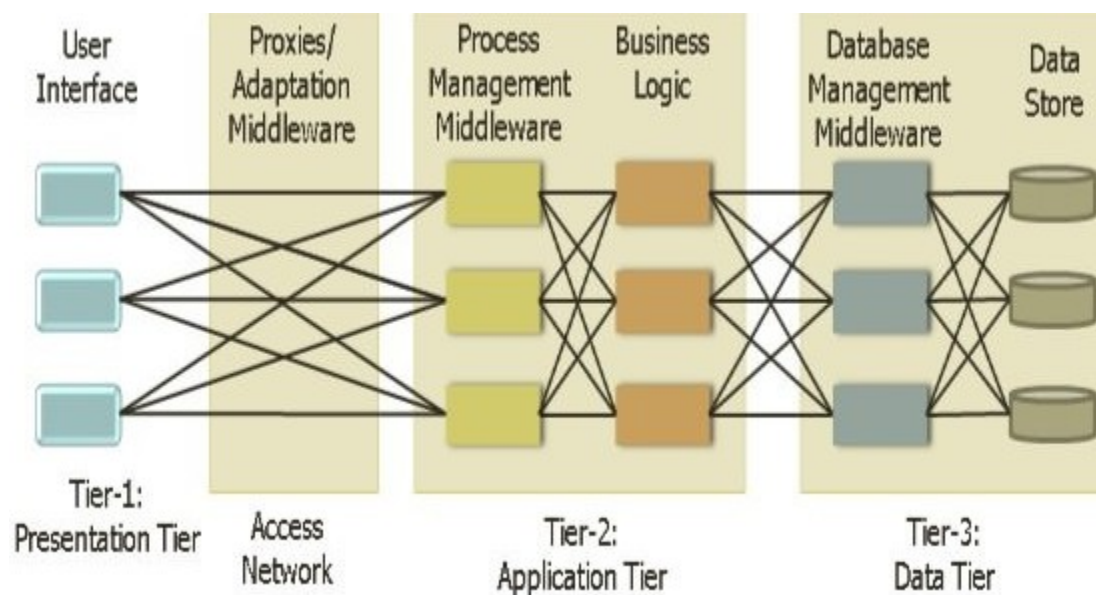 User
Interface
Proxies/
Adaptation
Middleware
Process
Management
Middleware
Business
Logic
Database
Management
Middleware
Data
Store
Tier-1:
Presentation Tier
Access
Network
Tier-2:
Application Tier
Tier-3:
Data Tier